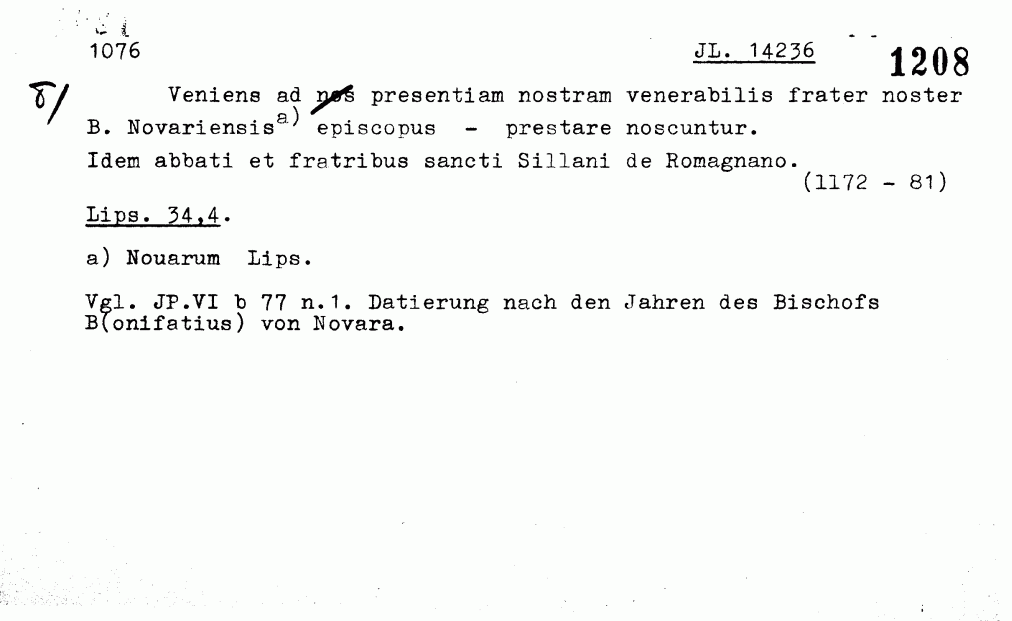 1076 JL. 14236 1208
Veniens ad nos presentiam nostram venerabilis frater noster
B. Novariensis a) episcopus - prestare noscuntur.
Idem abbati et fratribus sancti Sillani de Romagnano.
(1172 - 81)
Lips. 34,4.
a) Nouarum Lips.
Vgl. JP.VI b 77 n.1. Datierung nach den Jahren des Bischofs
B(onifatius) von Novara.